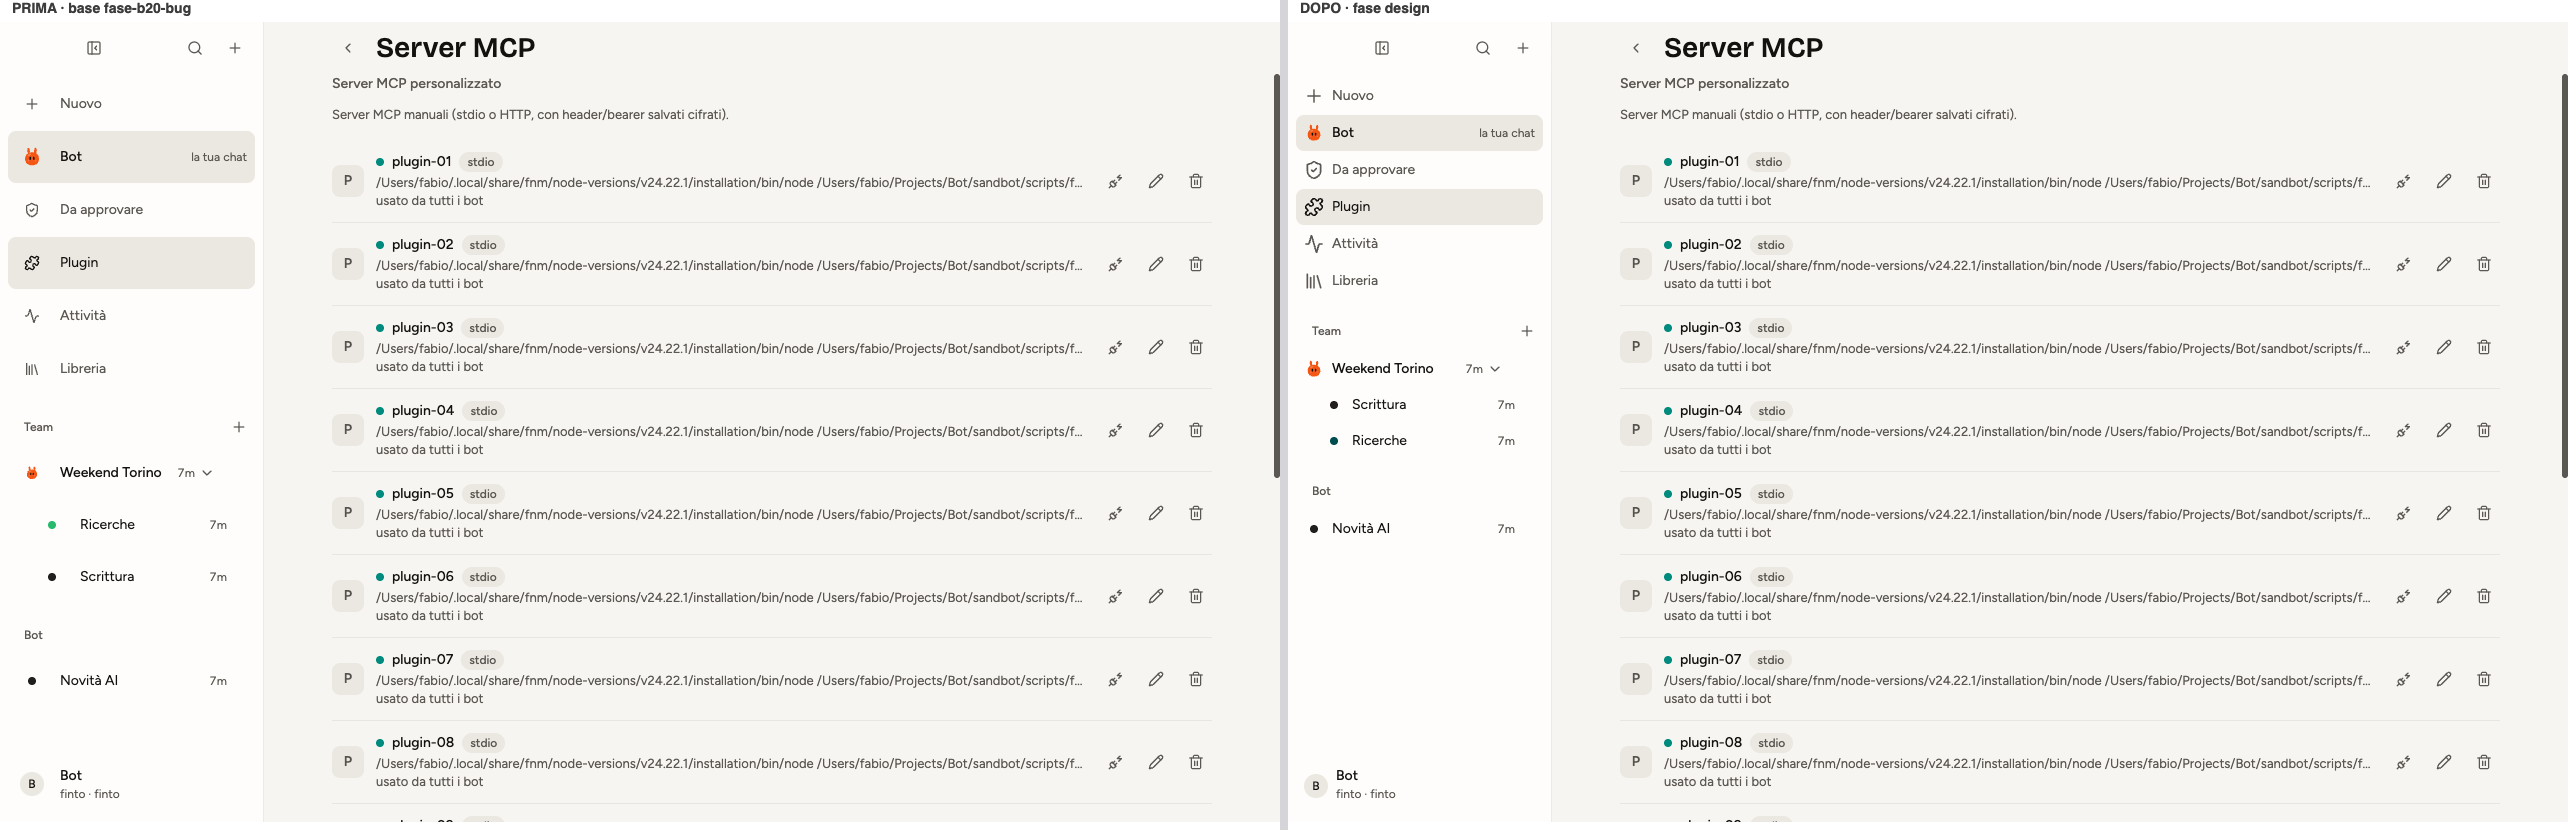 PRIMA · base fase-b20-bug
Nuovo
Bot
la tua chat
Da approvare
Plugin
Attività
Libreria
Team
Weekend Torino
7m
Ricerche
7m
Scrittura
7m
Bot
Novità AI
7m
B
Bot
finto · finto
Server MCP
Server MCP personalizzato
Server MCP manuali (stdio o HTTP, con header/bearer salvati cifrati).
P
plugin-01 stdio
/Users/fabio/.local/share/fnm/node-versions/v24.22.1/installation/bin/node /Users/fabio/Projects/Bot/sandbot/scripts/f...
usato da tutti i bot
P
plugin-02 stdio
/Users/fabio/.local/share/fnm/node-versions/v24.22.1/installation/bin/node /Users/fabio/Projects/Bot/sandbot/scripts/f...
usato da tutti i bot
P
plugin-03 stdio
/Users/fabio/.local/share/fnm/node-versions/v24.22.1/installation/bin/node /Users/fabio/Projects/Bot/sandbot/scripts/f...
usato da tutti i bot
P
plugin-04 stdio
/Users/fabio/.local/share/fnm/node-versions/v24.22.1/installation/bin/node /Users/fabio/Projects/Bot/sandbot/scripts/f...
usato da tutti i bot
P
plugin-05 stdio
/Users/fabio/.local/share/fnm/node-versions/v24.22.1/installation/bin/node /Users/fabio/Projects/Bot/sandbot/scripts/f...
usato da tutti i bot
P
plugin-06 stdio
/Users/fabio/.local/share/fnm/node-versions/v24.22.1/installation/bin/node /Users/fabio/Projects/Bot/sandbot/scripts/f...
usato da tutti i bot
P
plugin-07 stdio
/Users/fabio/.local/share/fnm/node-versions/v24.22.1/installation/bin/node /Users/fabio/Projects/Bot/sandbot/scripts/f...
usato da tutti i bot
P
plugin-08 stdio
/Users/fabio/.local/share/fnm/node-versions/v24.22.1/installation/bin/node /Users/fabio/Projects/Bot/sandbot/scripts/f...
usato da tutti i bot
DOPO · fase design
Nuovo
Bot
la tua chat
Da approvare
Plugin
Attività
Libreria
Team
Weekend Torino
7m
Scrittura
7m
Ricerche
7m
Bot
Novità AI
7m
B
Bot
finto · finto
Server MCP
Server MCP personalizzato
Server MCP manuali (stdio o HTTP, con header/bearer salvati cifrati).
P
plugin-01 stdio
/Users/fabio/.local/share/fnm/node-versions/v24.22.1/installation/bin/node /Users/fabio/Projects/Bot/sandbot/scripts/f...
usato da tutti i bot
P
plugin-02 stdio
/Users/fabio/.local/share/fnm/node-versions/v24.22.1/installation/bin/node /Users/fabio/Projects/Bot/sandbot/scripts/f...
usato da tutti i bot
P
plugin-03 stdio
/Users/fabio/.local/share/fnm/node-versions/v24.22.1/installation/bin/node /Users/fabio/Projects/Bot/sandbot/scripts/f...
usato da tutti i bot
P
plugin-04 stdio
/Users/fabio/.local/share/fnm/node-versions/v24.22.1/installation/bin/node /Users/fabio/Projects/Bot/sandbot/scripts/f...
usato da tutti i bot
P
plugin-05 stdio
/Users/fabio/.local/share/fnm/node-versions/v24.22.1/installation/bin/node /Users/fabio/Projects/Bot/sandbot/scripts/f...
usato da tutti i bot
P
plugin-06 stdio
/Users/fabio/.local/share/fnm/node-versions/v24.22.1/installation/bin/node /Users/fabio/Projects/Bot/sandbot/scripts/f...
usato da tutti i bot
P
plugin-07 stdio
/Users/fabio/.local/share/fnm/node-versions/v24.22.1/installation/bin/node /Users/fabio/Projects/Bot/sandbot/scripts/f...
usato da tutti i bot
P
plugin-08 stdio
/Users/fabio/.local/share/fnm/node-versions/v24.22.1/installation/bin/node /Users/fabio/Projects/Bot/sandbot/scripts/f...
usato da tutti i bot